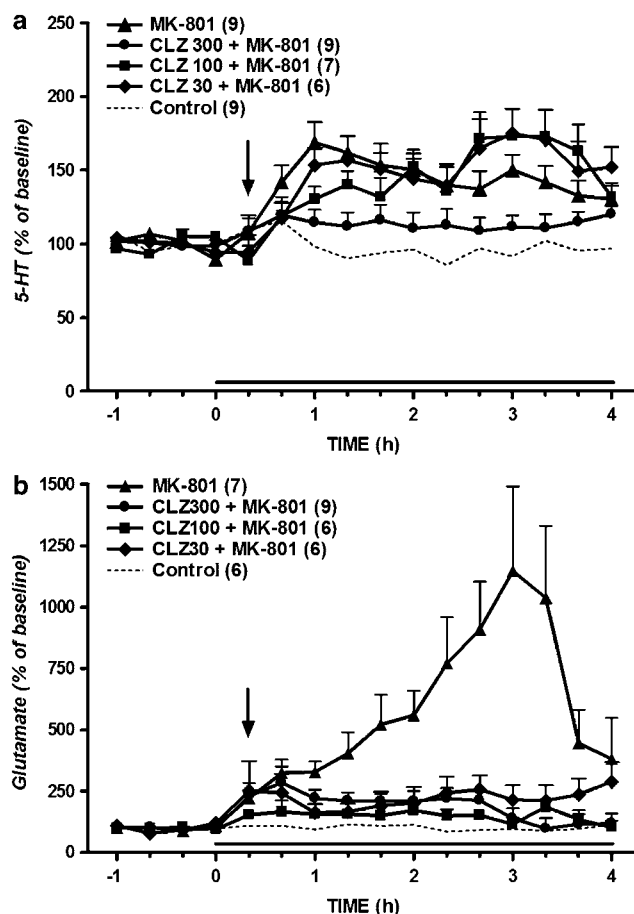 a
MK-801 (9)
CLZ 300 + MK-801 (9)
CLZ 100 + MK-801 (7)
CLZ 30 + MK-801 (6)
Control (9)
5-HT (% of baseline)
250
200
150
100
50
0
-1 0 1 2 3 4
TIME (h)
b
MK-801 (7)
CLZ300 + MK-801 (9)
CLZ100 + MK-801 (6)
CLZ30 + MK-801 (6)
Control (6)
Glutamate (% of baseline)
1500
1250
1000
750
500
250
0
-1 0 1 2 3 4
TIME (h)